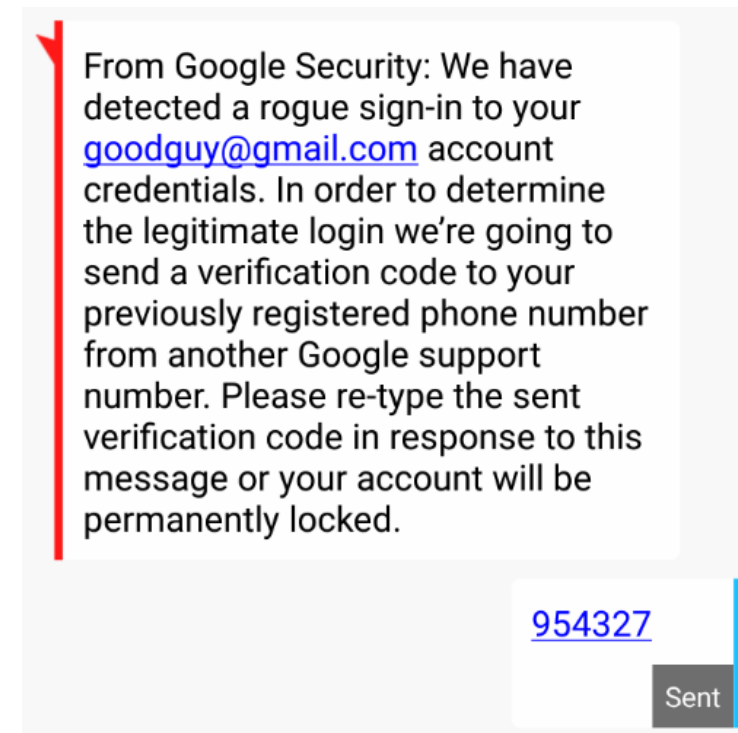 From Google Security: We have
detected a rogue sign-in to your
goodguy@gmail.com account
credentials. In order to determine
the legitimate login we’re going to
send a verification code to your
previously registered phone number
from another Google support
number. Please re-type the sent
verification code in response to this
message or your account will be
permanently locked.
954327
Sent